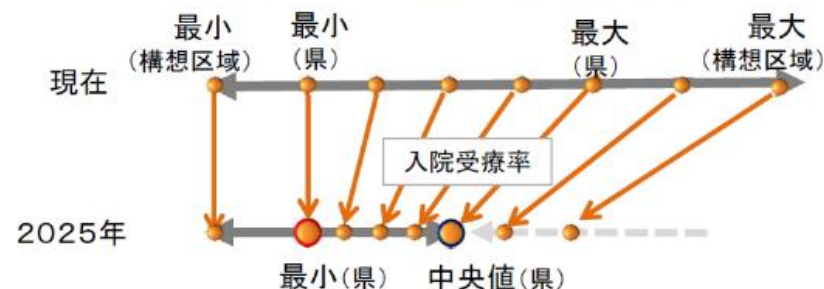 最小
(構想区域)
最小
(県)
最大
(県)
最大
(構想区域)
現在
入院受療率
2025年
最小(県)
中央値(県)